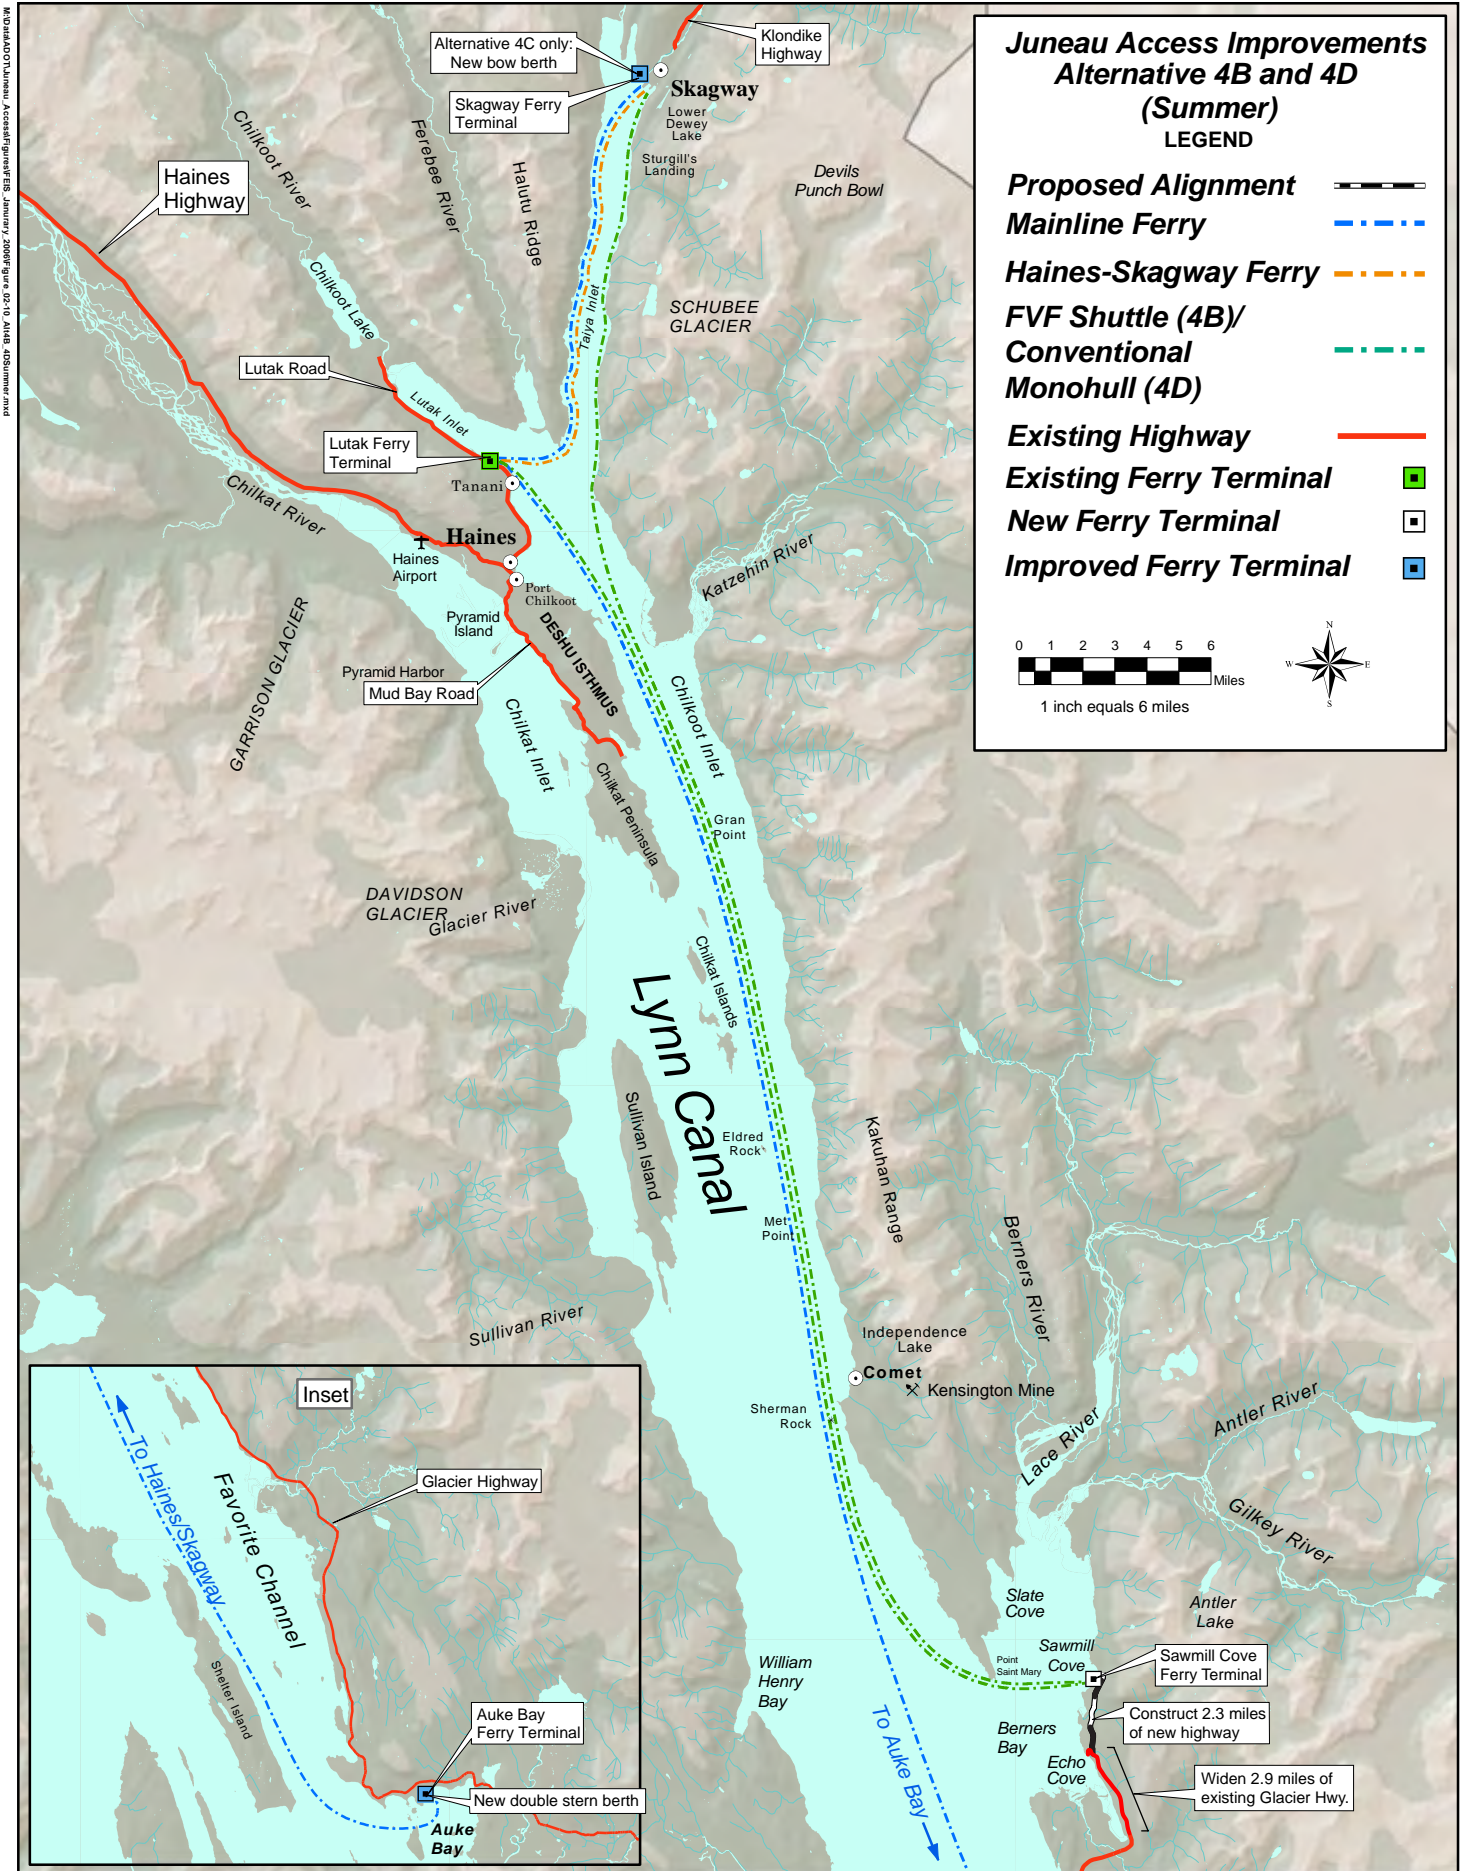 M:\Data\ADOT\Juneau_Access\Figures\FEIS_Janurary_2006\Figure_02-10_Alt4B_4DSummer.mxd
Juneau Access Improvements
Alternative 4B and 4D
(Summer)
LEGEND
Proposed Alignment
Mainline Ferry
Haines-Skagway Ferry
FVF Shuttle (4B)/
Conventional
Monohull (4D)
Existing Highway
Existing Ferry Terminal
New Ferry Terminal
Improved Ferry Terminal
0 1 2 3 4 5 6
Miles
1 inch equals 6 miles
N
W
E
S
Alternative 4C only:
New bow berth
Klondike
Highway
Skagway
Skagway Ferry
Terminal
Lower
Dewey
Lake
Sturgill's
Landing
Devils
Punch Bowl
Chilkoot River
Ferebee River
Halutu Ridge
Haines
Highway
Chilkoot Lake
Taiya Inlet
SCHUBEE
GLACIER
Lutak Road
Lutak Inlet
Lutak Ferry
Terminal
Tanani
Chilkat River
Haines
Haines
Airport
Katzehin River
Port
Chilkoot
Pyramid
Island
DESHU ISTHMUS
GARRISON GLACIER
Pyramid Harbor
Mud Bay Road
Chilkat Inlet
Chilkoot Inlet
Chilkat Peninsula
Gran
Point
DAVIDSON
GLACIER
Glacier River
Chilkat Islands
Lynn Canal
Sullivan Island
Eldred
Rock
Kakuhan Range
Met
Point
Berners River
Sullivan River
Independence
Lake
Comet
Kensington Mine
Sherman
Rock
Lace River
Antler River
Gilkey River
Slate
Cove
Antler
Lake
Sawmill
Cove
Point
Saint Mary
Sawmill Cove
Ferry Terminal
William
Henry
Bay
Construct 2.3 miles
of new highway
Berners
Bay
Echo
Cove
To Auke Bay
Widen 2.9 miles of
existing Glacier Hwy.
Inset
To Haines/Skagway
Favorite Channel
Glacier Highway
Shelter Island
Auke Bay
Ferry Terminal
New double stern berth
Auke
Bay